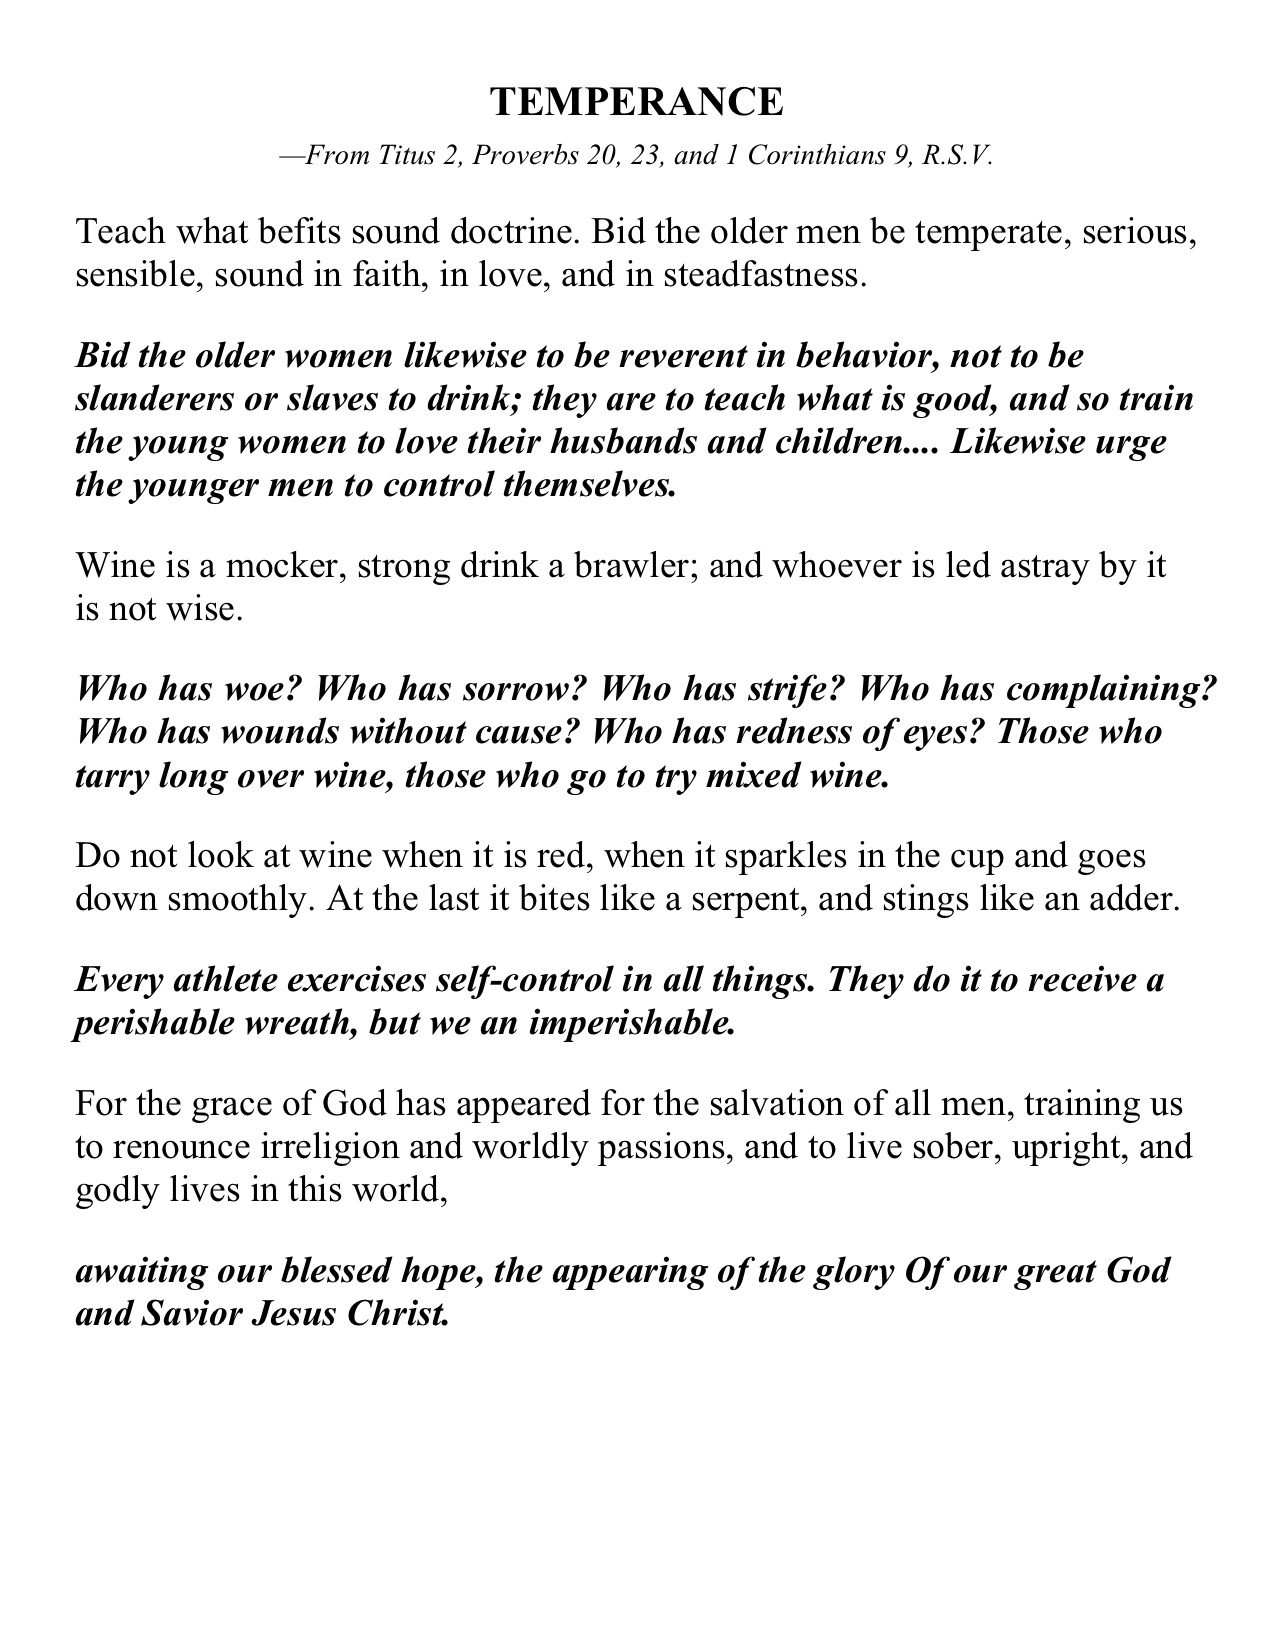 TEMPERANCE
—From Titus 2, Proverbs 20, 23, and 1 Corinthians 9, R.S.V.
Teach what befits sound doctrine. Bid the older men be temperate, serious,
sensible, sound in faith, in love, and in steadfastness.
Bid the older women likewise to be reverent in behavior, not to be
slanderers or slaves to drink; they are to teach what is good, and so train
the young women to love their husbands and children.... Likewise urge
the younger men to control themselves.
Wine is a mocker, strong drink a brawler; and whoever is led astray by it
is not wise.
Who has woe? Who has sorrow? Who has strife? Who has complaining?
Who has wounds without cause? Who has redness of eyes? Those who
tarry long over wine, those who go to try mixed wine.
Do not look at wine when it is red, when it sparkles in the cup and goes
down smoothly. At the last it bites like a serpent, and stings like an adder.
Every athlete exercises self-control in all things. They do it to receive a
perishable wreath, but we an imperishable.
For the grace of God has appeared for the salvation of all men, training us
to renounce irreligion and worldly passions, and to live sober, upright, and
godly lives in this world,
awaiting our blessed hope, the appearing of the glory Of our great God
and Savior Jesus Christ.